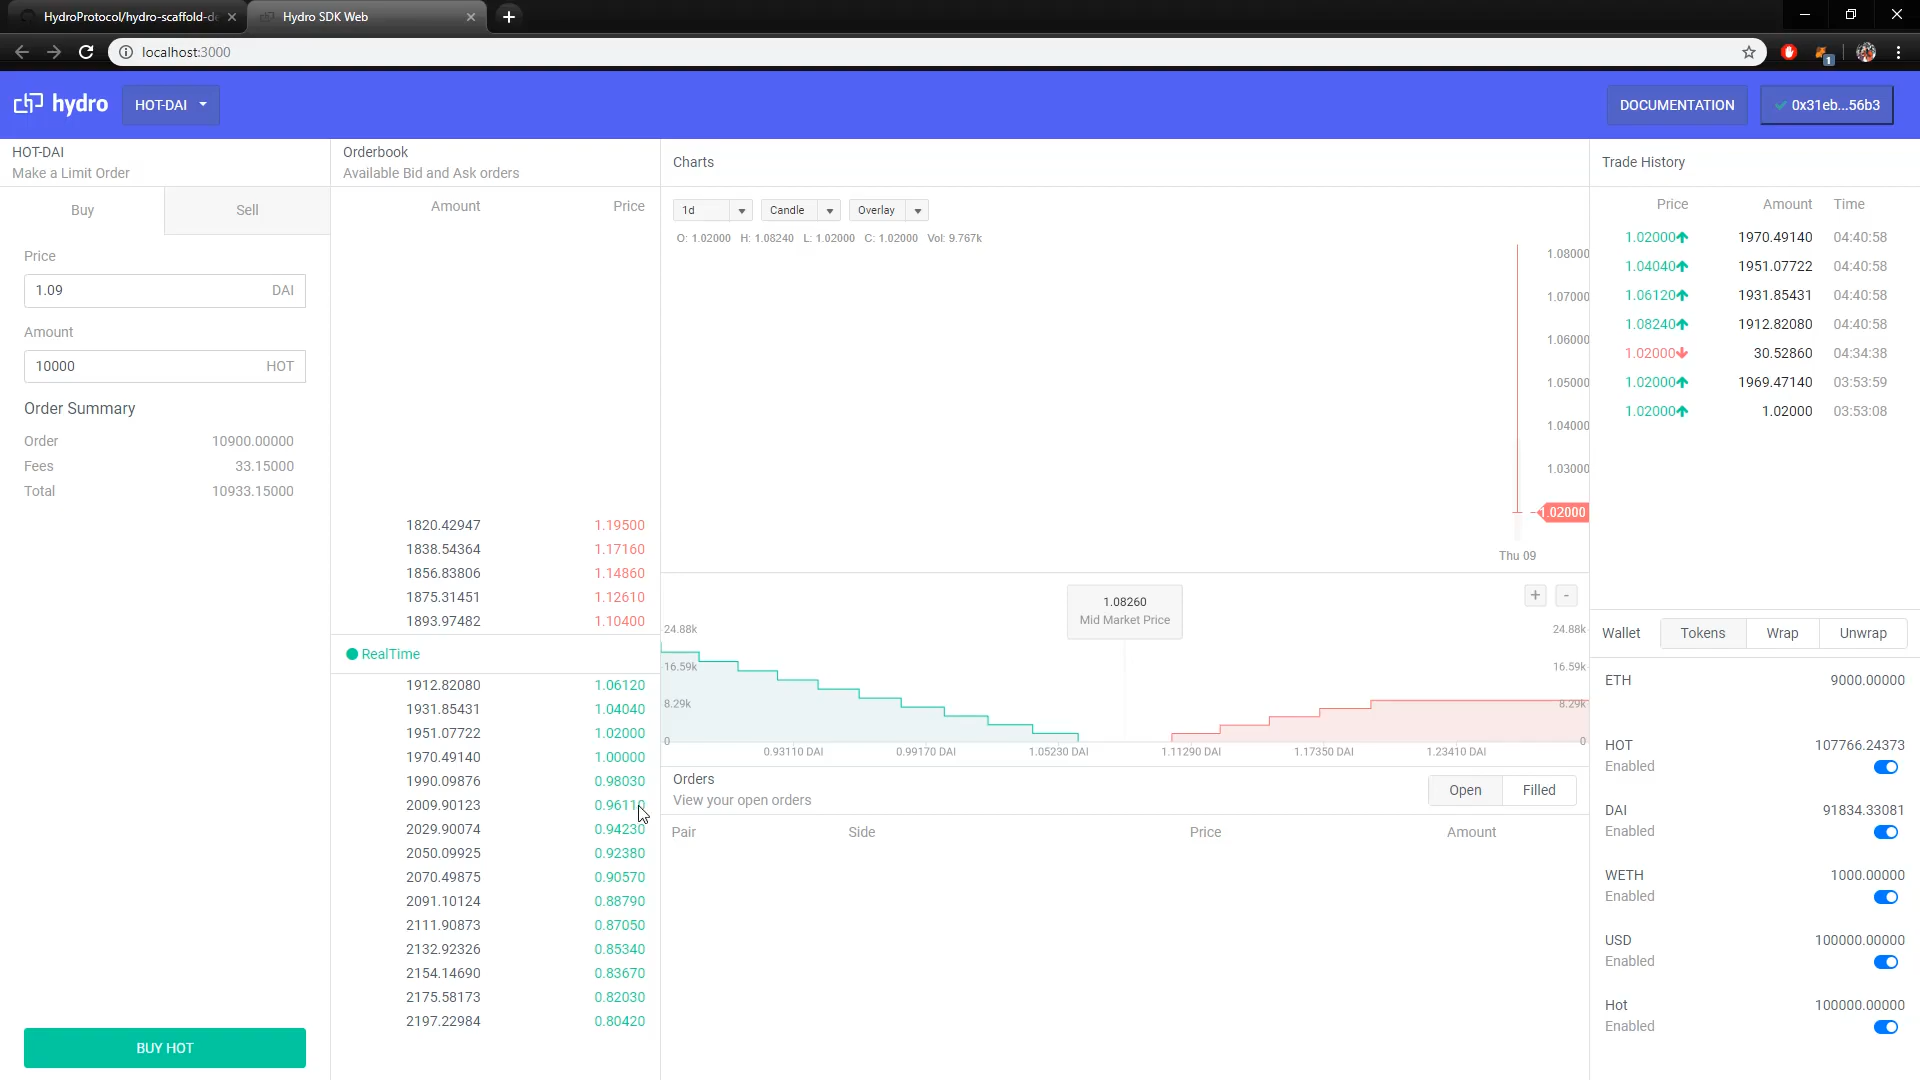 HydroProtocol/hydro-scaffold-de
Hydro SDK Web
localhost:3000
1
hydro
HOT-DAI
DOCUMENTATION
0x31eb...56b3
HOT-DAI
Make a Limit Order
Buy
Sell
Price
1.09 DAI
Amount
10000 HOT
Order Summary
Order 10900.00000
Fees 33.15000
Total 10933.15000
BUY HOT
Orderbook
Available Bid and Ask orders
Amount Price
1820.42947 1.19500
1838.54364 1.17160
1856.83806 1.14860
1875.31451 1.12610
1893.97482 1.10400
RealTime
1912.82080 1.06120
1931.85431 1.04040
1951.07722 1.02000
1970.49140 1.00000
1990.09876 0.98030
2009.90123 0.96110
2029.90074 0.94230
2050.09925 0.92380
2070.49875 0.90570
2091.10124 0.88790
2111.90873 0.87050
2132.92326 0.85340
2154.14690 0.83670
2175.58173 0.82030
2197.22984 0.80420
Charts
1d
Candle
Overlay
O: 1.02000 H: 1.08240 L: 1.02000 C: 1.02000 Vol: 9.767k
1.08000
1.07000
1.06000
1.05000
1.04000
1.03000
1.02000
Thu 09
1.08260
Mid Market Price
+ -
24.88k 24.88k
16.59k 16.59k
8.29k 8.29k
0 0
0.93110 DAI 0.99170 DAI 1.05230 DAI 1.11290 DAI 1.17350 DAI 1.23410 DAI
Orders
View your open orders
Open
Filled
Pair Side Price Amount
Trade History
Price Amount Time
1.02000 1970.49140 04:40:58
1.04040 1951.07722 04:40:58
1.06120 1931.85431 04:40:58
1.08240 1912.82080 04:40:58
1.02000 30.52860 04:34:38
1.02000 1969.47140 03:53:59
1.02000 1.02000 03:53:08
Wallet
Tokens
Wrap
Unwrap
ETH 9000.00000
HOT 107766.24373
Enabled
DAI 91834.33081
Enabled
WETH 1000.00000
Enabled
USD 100000.00000
Enabled
Hot 100000.00000
Enabled